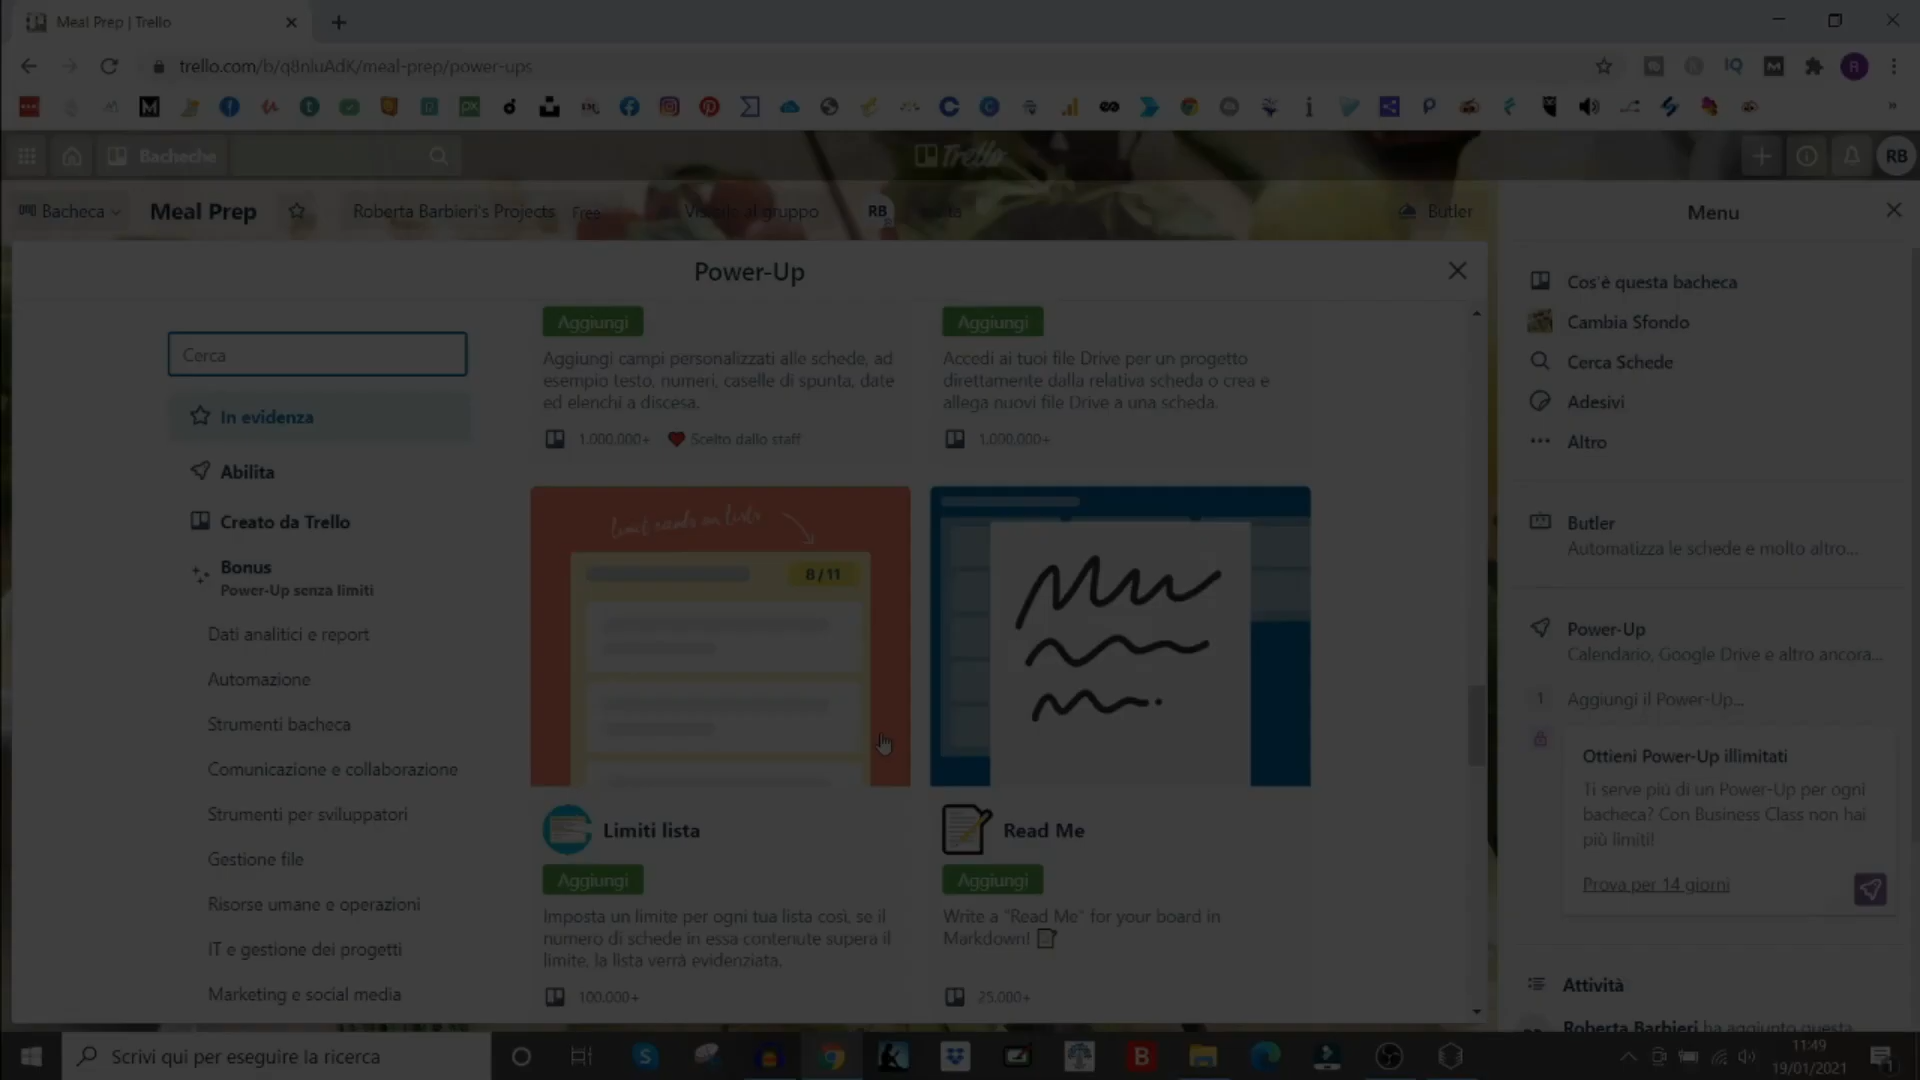 Meal Prep | Trello
trello.com/b/q8nIuAdK/meal-prep/power-ups
Bacheche
Trello
RB
Bacheca
Meal Prep
Roberta Barbieri's Projects
Free
Visibile al gruppo
RB
Butler
Menu
Power-Up
Cerca
In evidenza
Abilita
Creato da Trello
Bonus
Power-Up senza limiti
Dati analitici e report
Automazione
Strumenti bacheca
Comunicazione e collaborazione
Strumenti per sviluppatori
Gestione file
Risorse umane e operazioni
IT e gestione dei progetti
Marketing e social media
Aggiungi
Aggiungi campi personalizzati alle schede, ad
esempio testo, numeri, caselle di spunta, date
ed elenchi a discesa.
1.000.000+
Scelto dallo staff
Aggiungi
Accedi ai tuoi file Drive per un progetto
direttamente dalla relativa scheda o crea e
allega nuovi file Drive a una scheda.
1.000.000+
limit cards on lists
8/11
Limiti lista
Aggiungi
Imposta un limite per ogni tua lista così, se il
numero di schede in essa contenute supera il
limite, la lista verrà evidenziata.
100.000+
Read Me
Aggiungi
Write a "Read Me" for your board in
Markdown!
25.000+
Cos'è questa bacheca
Cambia Sfondo
Cerca Schede
Adesivi
Altro
Butler
Automatizza le schede e molto altro...
Power-Up
Calendario, Google Drive e altro ancora...
1
Aggiungi il Power-Up...
Ottieni Power-Up illimitati
Ti serve più di un Power-Up per ogni
bacheca? Con Business Class non hai
più limiti!
Prova per 14 giorni
Attività
Roberta Barbieri ha aggiunto questa
Scrivi qui per eseguire la ricerca
11:49
19/01/2021